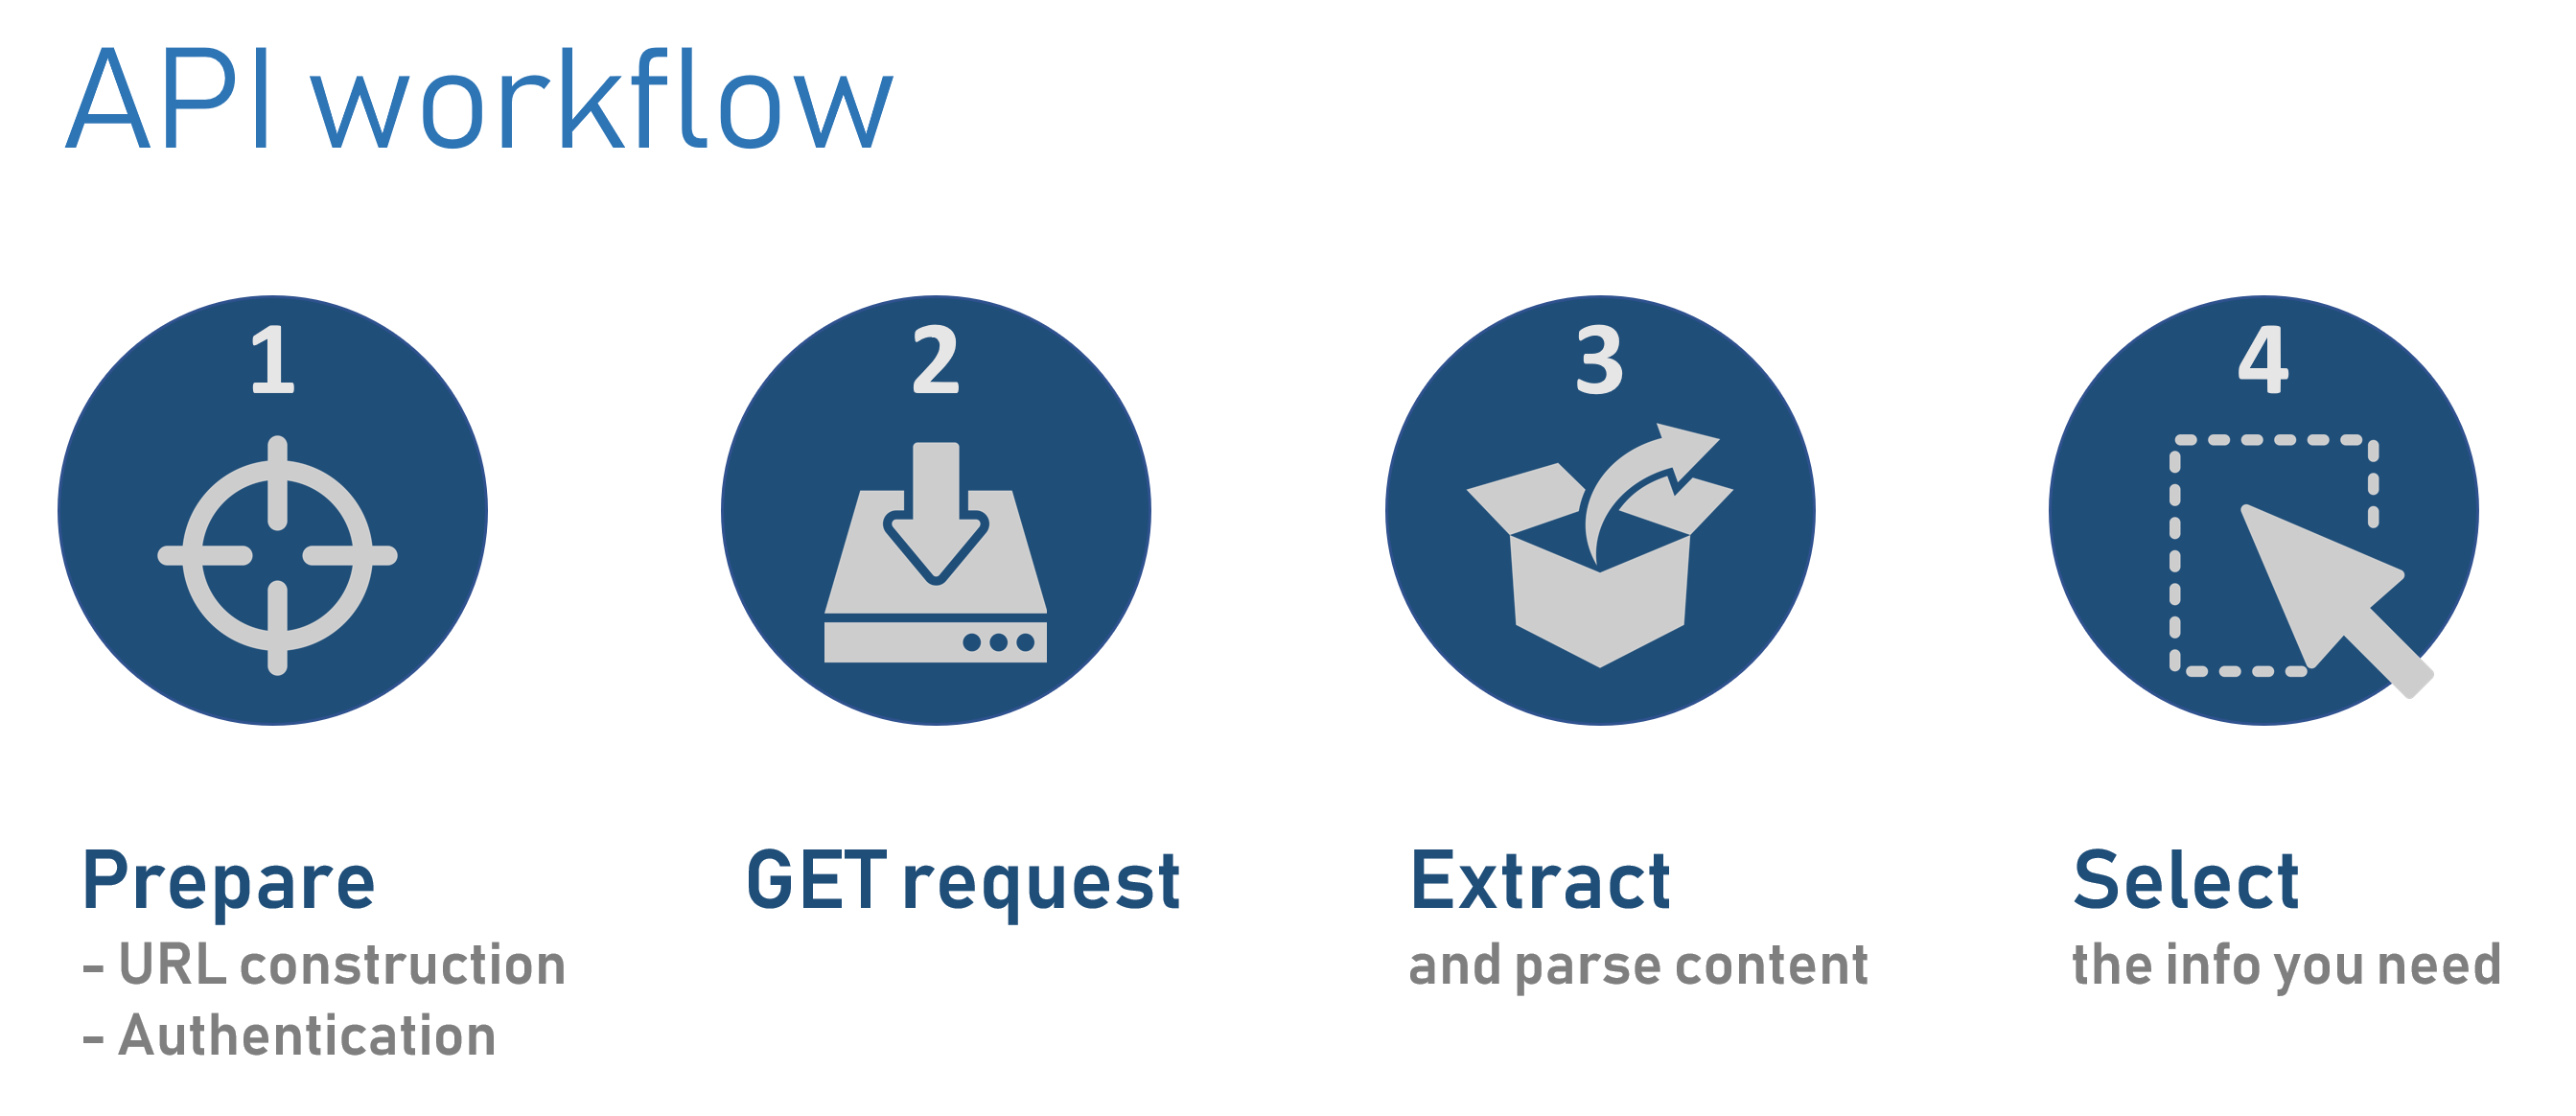 API workflow
1
2
3
4
Prepare
- URL construction
- Authentication
GET request
Extract
and parse content
Select
the info you need